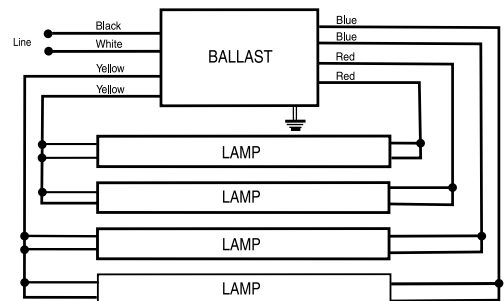 Line
Black
White
Yellow
Yellow
BALLAST
Blue
Blue
Red
Red
LAMP
LAMP
LAMP
LAMP